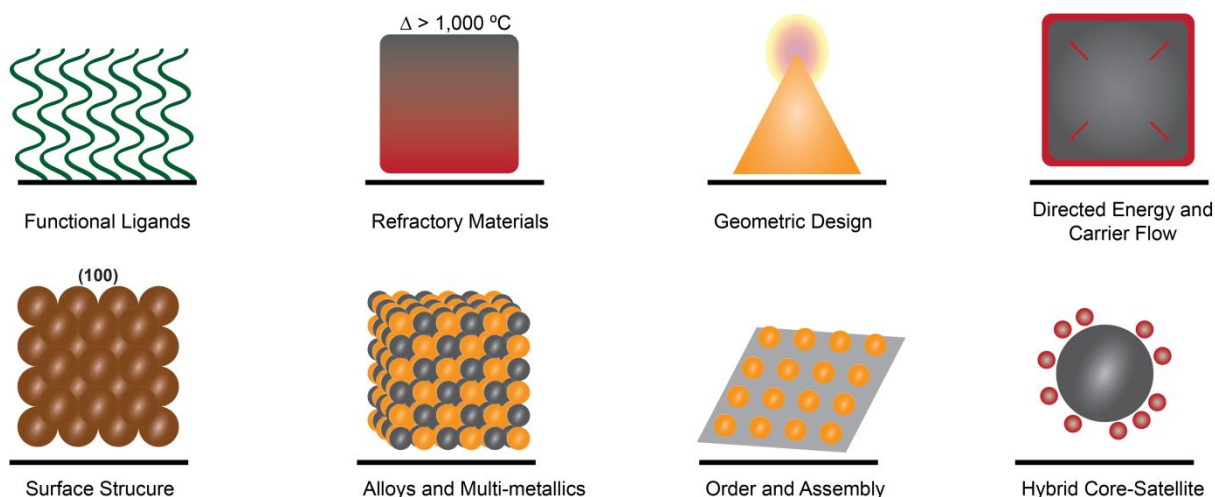 Δ > 1,000 ºC
Functional Ligands
Refractory Materials
Geometric Design
Directed Energy and
Carrier Flow
(100)
Surface Strucure
Alloys and Multi-metallics
Order and Assembly
Hybrid Core-Satellite